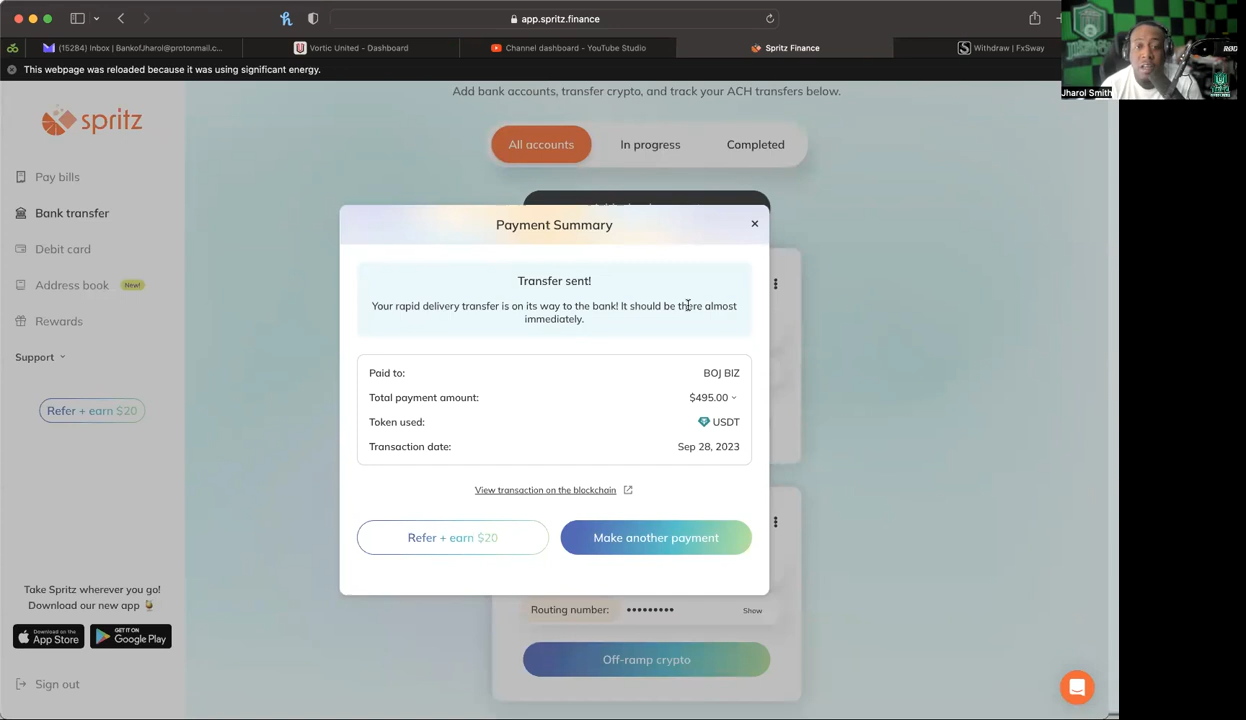 app.spritz.finance
(15284) Inbox | BankofJharol@protonmail.c...
Vortic United - Dashboard
Channel dashboard - YouTube Studio
Spritz Finance
Withdraw | FxSway
This webpage was reloaded because it was using significant energy.
Jharol Smith
spritz
Add bank accounts, transfer crypto, and track your ACH transfers below.
All accounts
In progress
Completed
Pay bills
Bank transfer
Debit card
Address book New!
Rewards
Support
Refer + earn $20
Payment Summary
Transfer sent!
Your rapid delivery transfer is on its way to the bank! It should be there almost
immediately.
Paid to: BOJ BIZ
Total payment amount: $495.00
Token used: USDT
Transaction date: Sep 28, 2023
View transaction on the blockchain
Refer + earn $20
Make another payment
Routing number: ••••••••• Show
Off-ramp crypto
Take Spritz wherever you go!
Download our new app
Download on the
App Store
GET IT ON
Google Play
Sign out